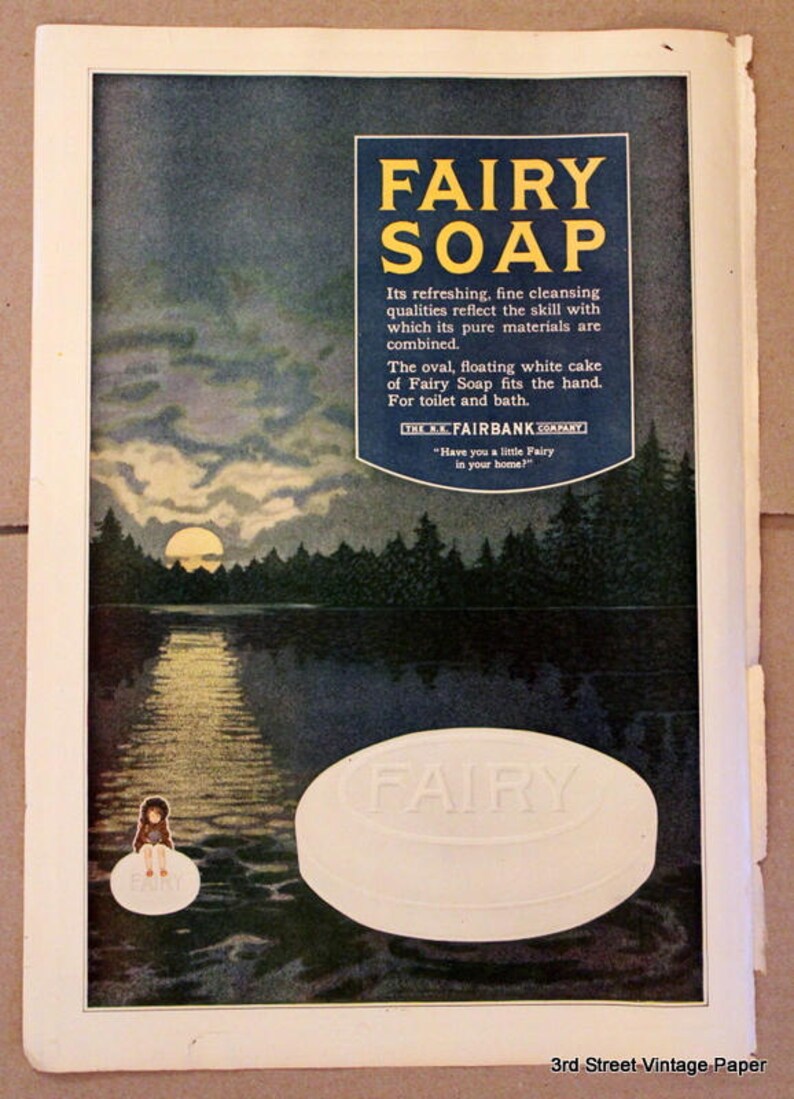 FAIRY
SOAP
Its refreshing, fine cleansing
qualities reflect the skill with
which its pure materials are
combined.
The oval, floating white cake
of Fairy Soap fits the hand.
For toilet and bath.
THE N.K. FAIRBANK COMPANY
"Have you a little Fairy
in your home?"
FAIRY
FAIRY
3rd Street Vintage Paper